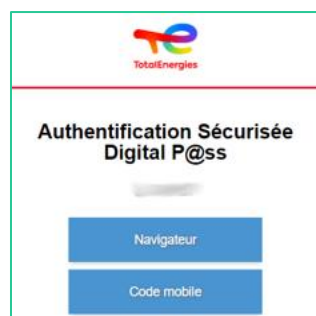 TotalEnergies
Authentification Sécurisée
Digital P@ss
Navigateur
Code mobile